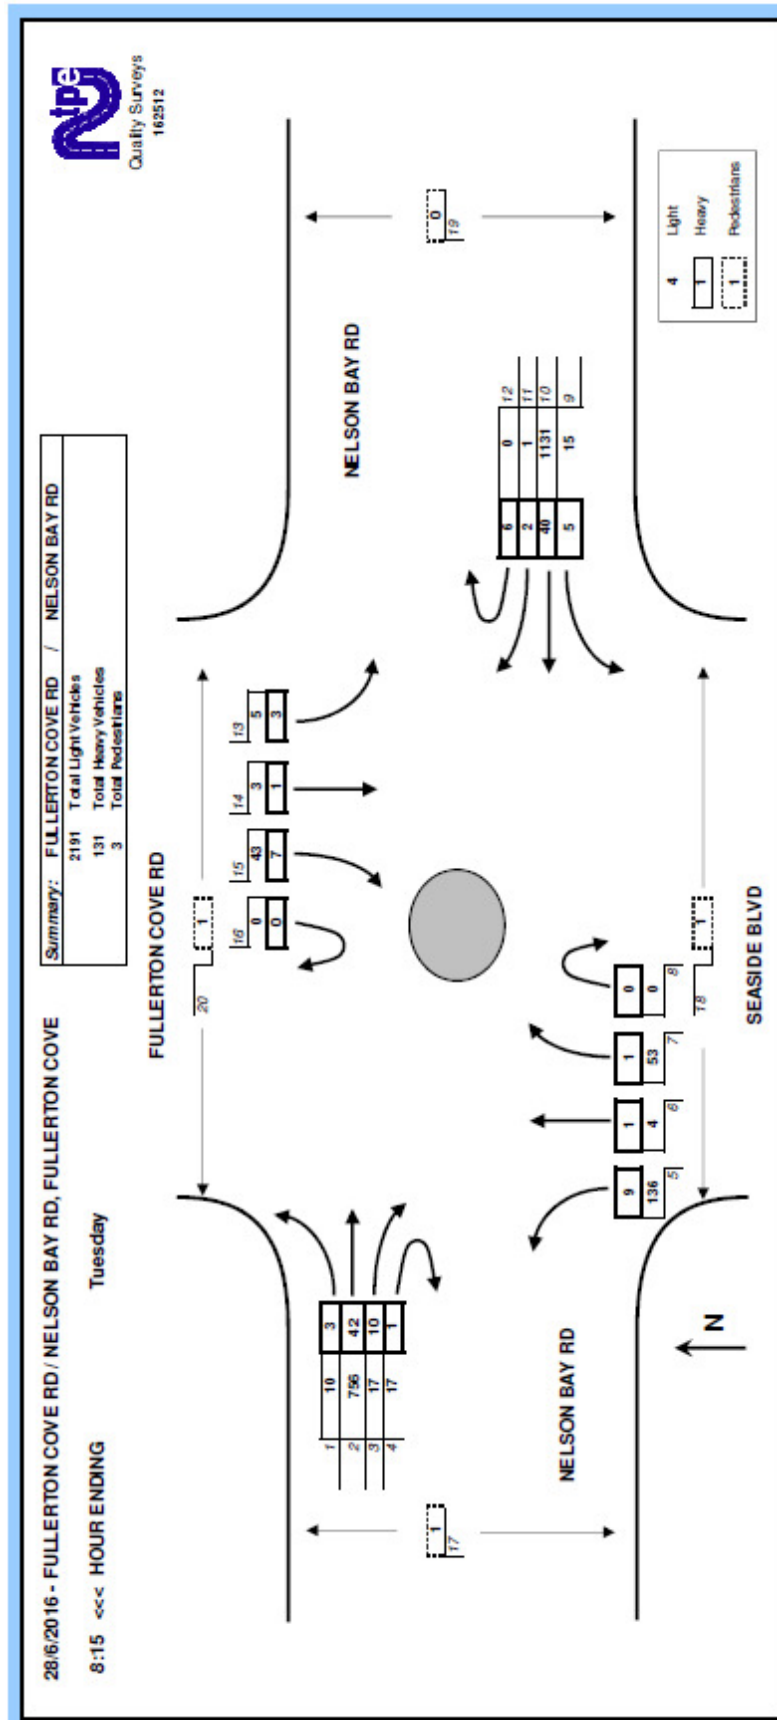 28/6/2016 - FULLERTON COVE RD / NELSON BAY RD, FULLERTON COVE
8:15 <<< HOUR ENDING Tuesday
Summary: FULLERTON COVE RD / NELSON BAY RD
2191 Total Light Vehicles
131 Total Heavy Vehicles
3 Total Pedestrians
tpe
Quality Surveys
162512
FULLERTON COVE RD
20 1
16 15 14 13
0 43 3 5
0 7 1 3
NELSON BAY RD
1 10 3
2 756 42
3 17 10
4 17 1
1
17
0
19
6 0 12
2 1 11
40 1131 10
5 15 9
NELSON BAY RD
9 1 1 0
136 4 53 0
5 6 7 8
18 1
SEASIDE BLVD
N
4 Light
1 Heavy
1 Pedestrians